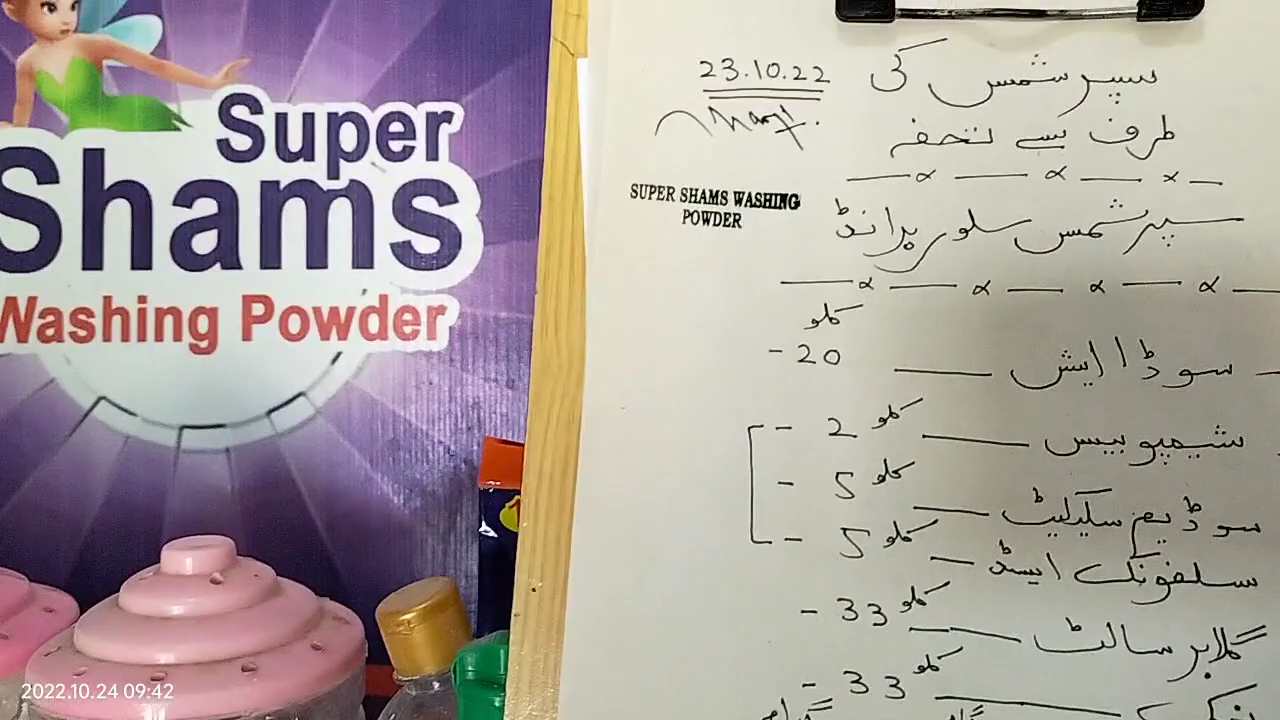 Super
Shams
Washing Powder
23.10.22
SUPER SHAMS WASHING
POWDER
سپر شمس کی
طرف سے تحفہ
سپر شمس سلور برانڈ
سوڈا ایش — 20 کلو -
شیمپو بیس — 2 کلو -
سوڈیم سیکلیٹ — 5 کلو -
سلفونک ایسڈ — 5 کلو -
گلابر سالٹ — 33 کلو -
33 کلو -
2022.10.24 09:42